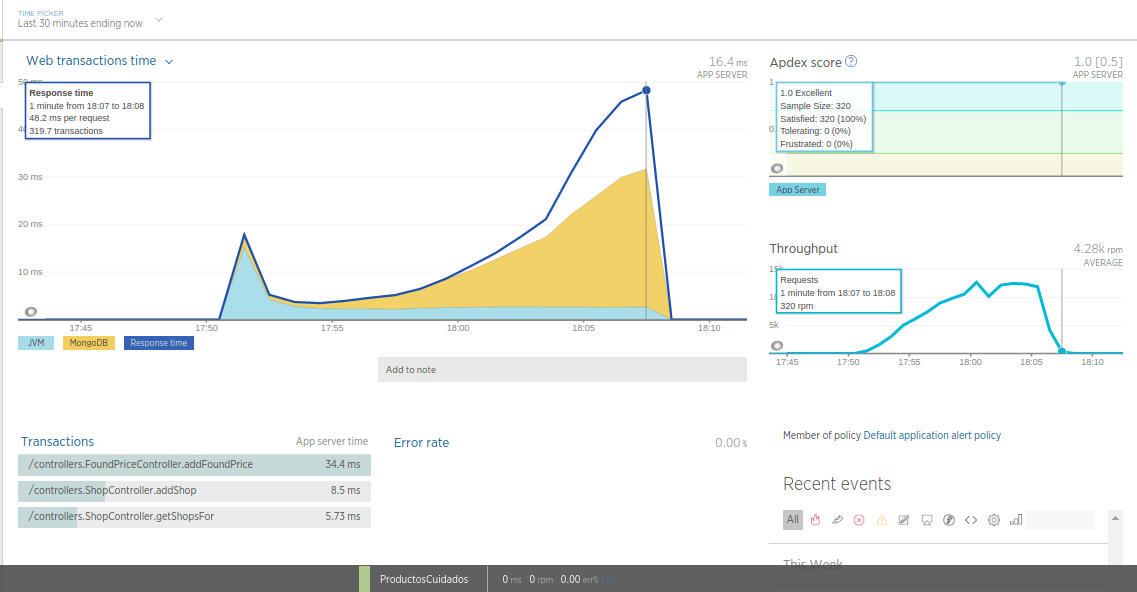 TIME PICKER
Last 30 minutes ending now
Web transactions time
16.4 ms
APP SERVER
50 ms
Response time
1 minute from 18:07 to 18:08
48.2 ms per request
319.7 transactions
30 ms
20 ms
10 ms
17:45 17:50 17:55 18:00 18:05 18:10
JVM MongoDB Response time
Add to note
Apdex score ?
1.0 [0.5]
APP SERVER
1
1.0 Excellent
Sample Size: 320
Satisfied: 320 (100%)
Tolerating: 0 (0%)
Frustrated: 0 (0%)
0.
App Server
Throughput
4.28k rpm
AVERAGE
15k
Requests
1 minute from 18:07 to 18:08
320 rpm
5k
17:45 17:50 17:55 18:00 18:05 18:10
Transactions App server time
/controllers.FoundPriceController.addFoundPrice 34.4 ms
/controllers.ShopController.addShop 8.5 ms
/controllers.ShopController.getShopsFor 5.73 ms
Error rate 0.00 %
Member of policy Default application alert policy
Recent events
All
This Week
ProductosCuidados 0 ms 0 rpm 0.00 err%